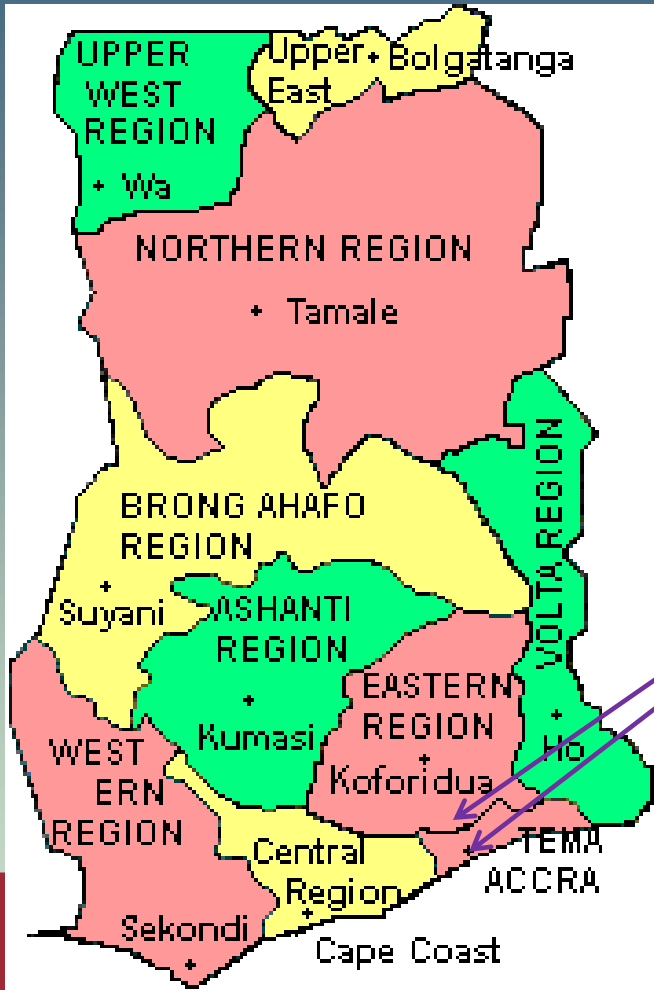 UPPER
WEST
REGION
Wa
Upper
East
Bolgatanga
NORTHERN REGION
Tamale
BRONG AHAFO
REGION
Suyani
VOLTA REGION
Ho
ASHANTI
REGION
Kumasi
EASTERN
REGION
Koforidua
WEST
ERN
REGION
Sekondi
Central
Region
Cape Coast
TEMA
ACCRA